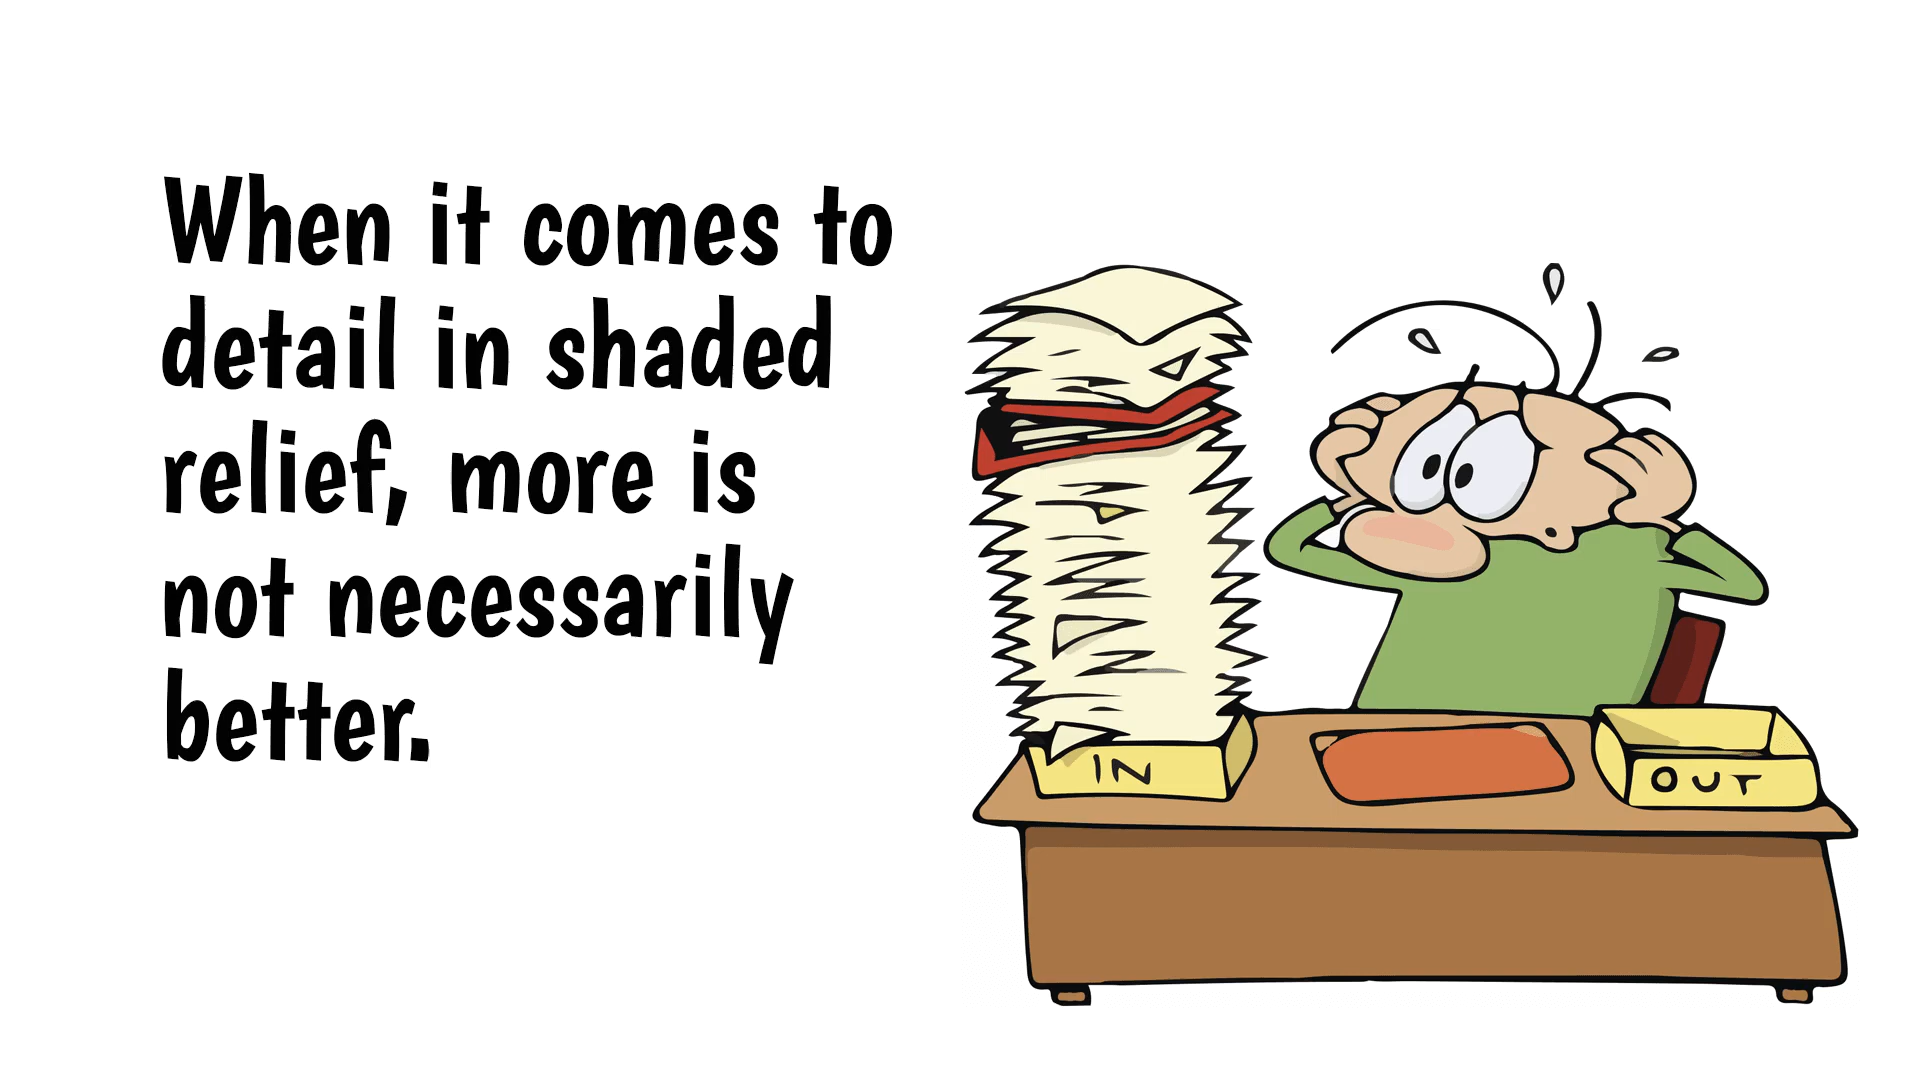 When it comes to
detail in shaded
relief, more is
not necessarily
better.
IN
OUT